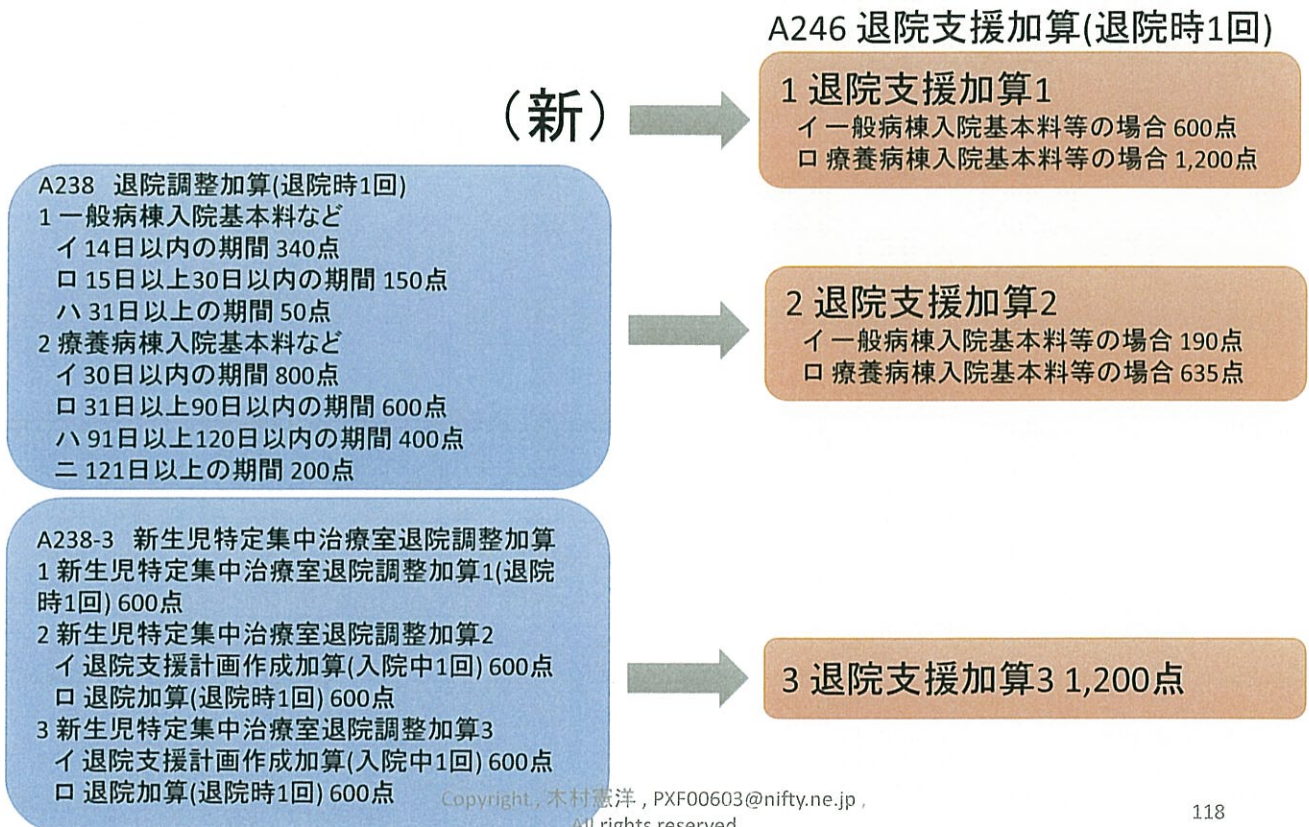 A246 退院支援加算(退院時1回)
（新）
1 退院支援加算1
イ 一般病棟入院基本料等の場合 600点
ロ 療養病棟入院基本料等の場合 1,200点
A238 退院調整加算(退院時1回)
1 一般病棟入院基本料など
イ 14日以内の期間 340点
ロ 15日以上30日以内の期間 150点
ハ 31日以上の期間 50点
2 療養病棟入院基本料など
イ 30日以内の期間 800点
ロ 31日以上90日以内の期間 600点
ハ 91日以上120日以内の期間 400点
ニ 121日以上の期間 200点
2 退院支援加算2
イ 一般病棟入院基本料等の場合 190点
ロ 療養病棟入院基本料等の場合 635点
A238-3 新生児特定集中治療室退院調整加算
1 新生児特定集中治療室退院調整加算1(退院
時1回) 600点
2 新生児特定集中治療室退院調整加算2
イ 退院支援計画作成加算(入院中1回) 600点
ロ 退院加算(退院時1回) 600点
3 新生児特定集中治療室退院調整加算3
イ 退院支援計画作成加算(入院中1回) 600点
ロ 退院加算(退院時1回) 600点
3 退院支援加算3 1,200点
Copyright., 木村憲洋 , PXF00603@nifty.ne.jp ,
All rights reserved
118